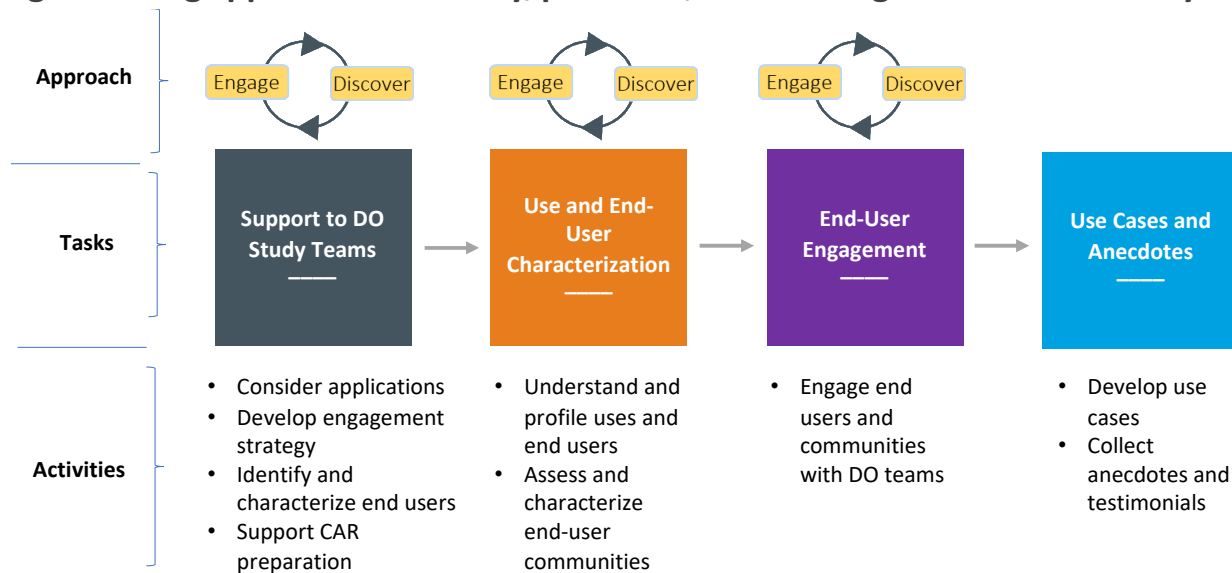 Approach
Engage
Discover
Engage
Discover
Engage
Discover
Tasks
Support to DO
Study Teams
Use and End-
User
Characterization
End-User
Engagement
Use Cases and
Anecdotes
Activities
• Consider applications
• Develop engagement
strategy
• Identify and
characterize end users
• Support CAR
preparation
• Understand and
profile uses and
end users
• Assess and
characterize
end-user
communities
• Engage end
users and
communities
with DO teams
• Develop use
cases
• Collect
anecdotes and
testimonials